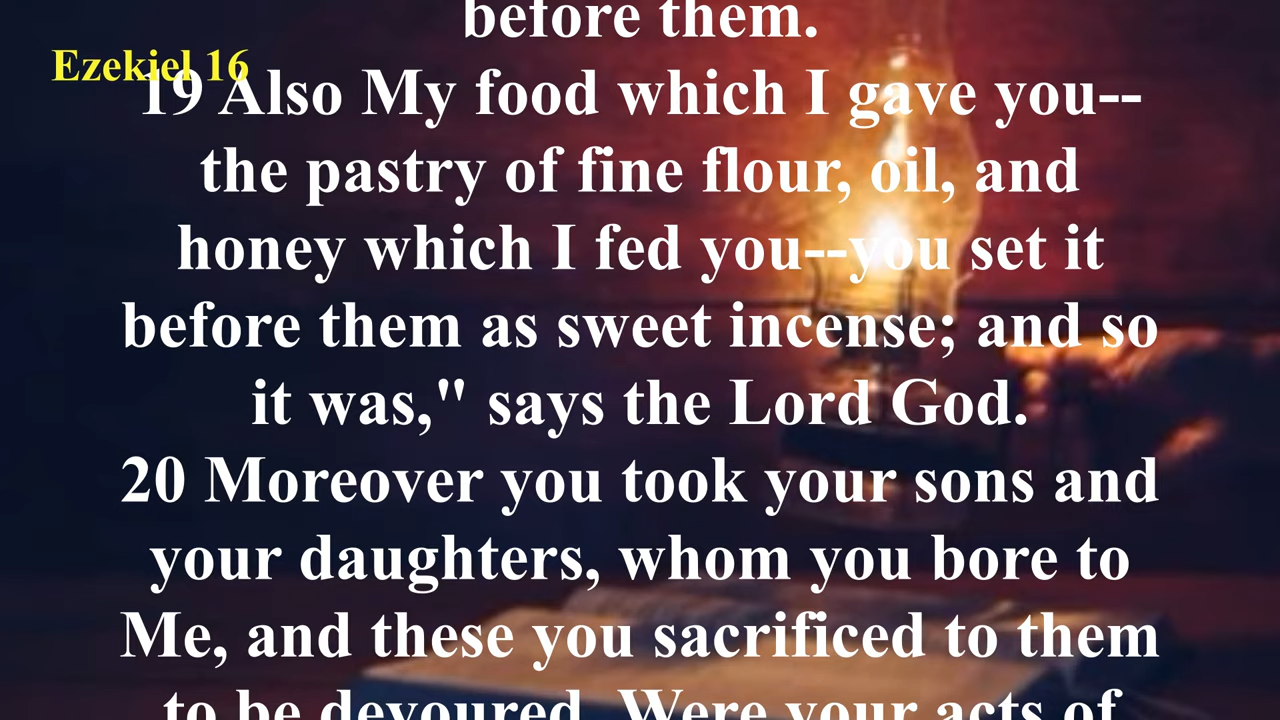 before them.
Ezekiel 16
19 Also My food which I gave you--
the pastry of fine flour, oil, and
honey which I fed you--you set it
before them as sweet incense; and so
it was," says the Lord God.
20 Moreover you took your sons and
your daughters, whom you bore to
Me, and these you sacrificed to them
to be devoured. Were your acts of